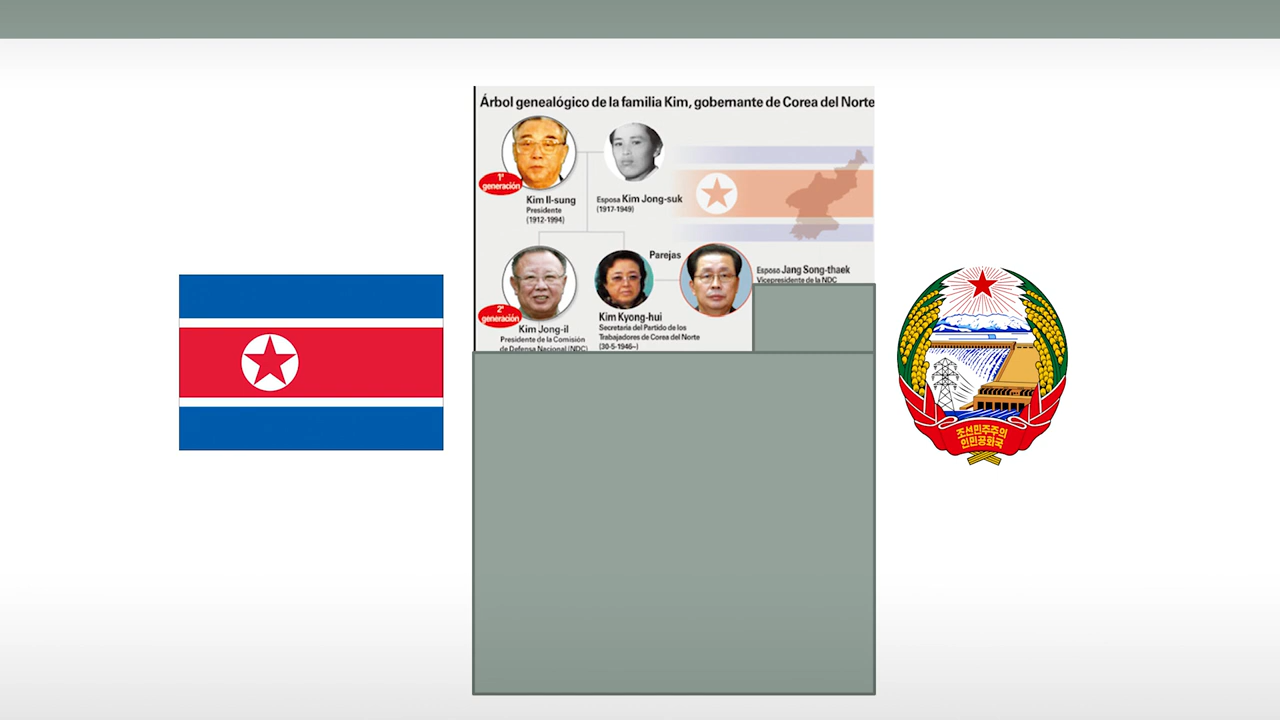 Árbol genealógico de la familia Kim, gobernante de Corea del Norte
1ª
generación
Kim Il-sung
Presidente
(1912-1994)
Esposa Kim Jong-suk
(1917-1949)
Parejas
Esposo Jang Song-thaek
Vicepresidente de la NDC
2ª
generación
Kim Jong-il
Presidente de la Comisión
de Defensa Nacional (NDC)
Kim Kyong-hui
Secretaria del Partido de los
Trabajadores de Corea del Norte
(30-5-1946–)
조선민주주의
인민공화국